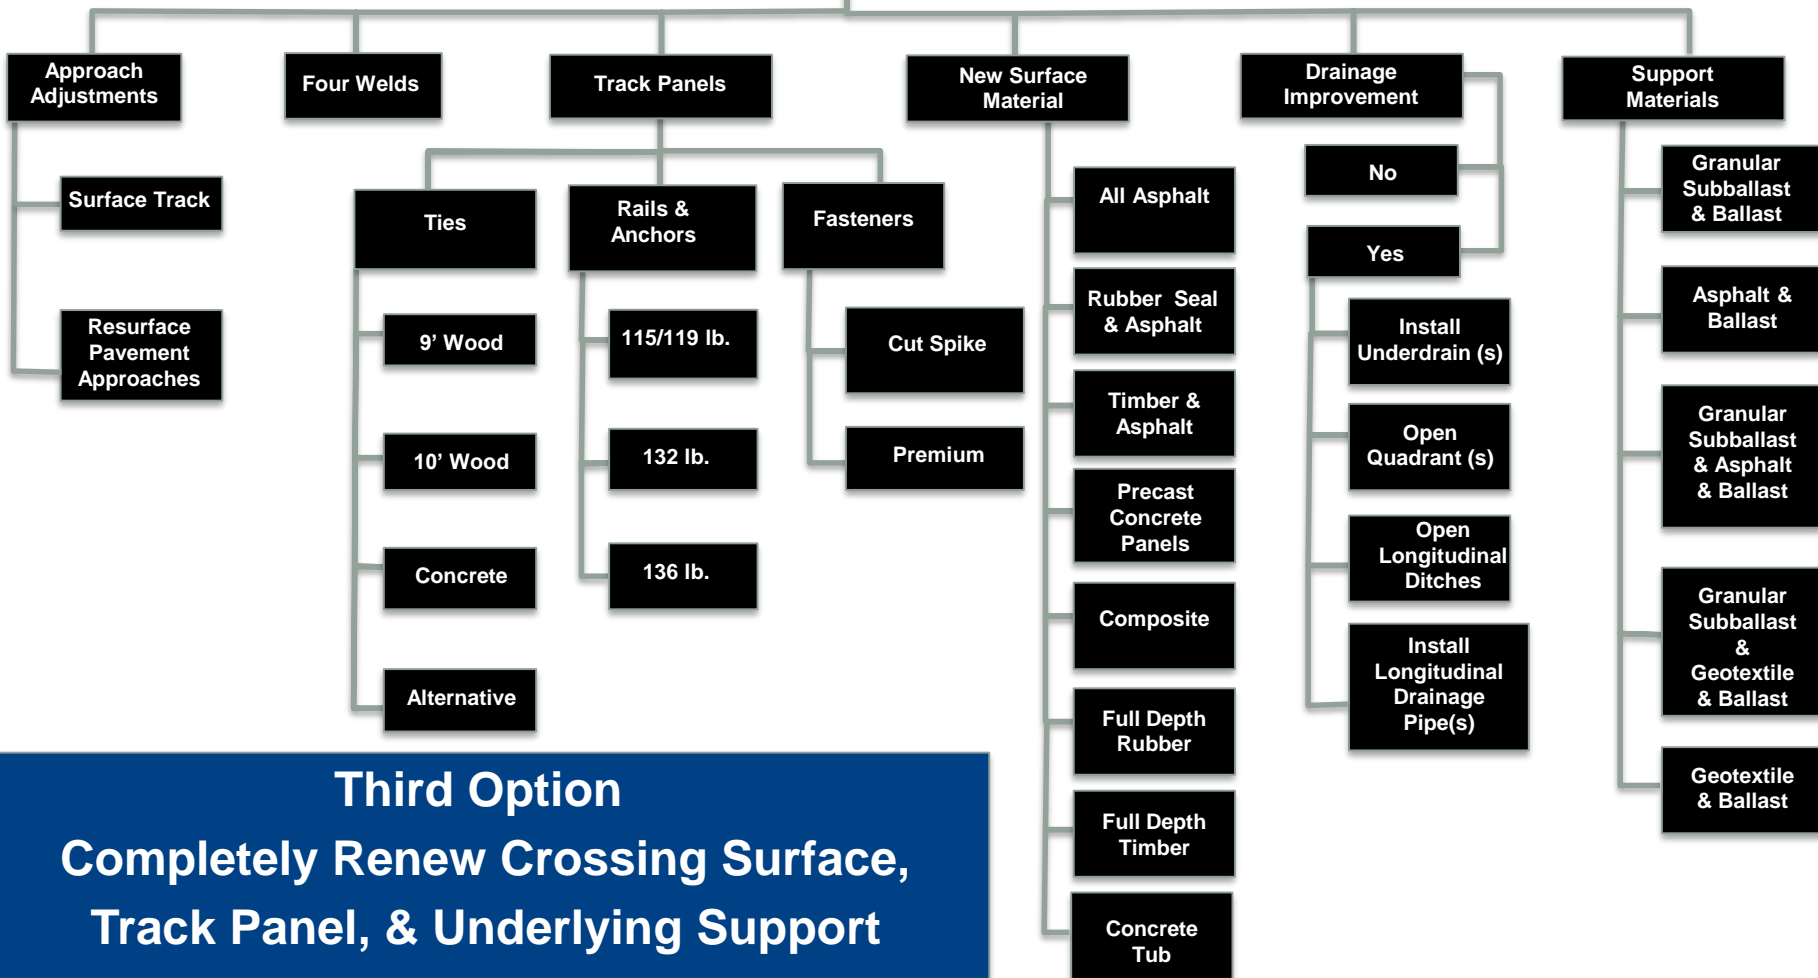 Approach
Adjustments
Four Welds
Track Panels
New Surface
Material
Drainage
Improvement
Support
Materials
Surface Track
Resurface
Pavement
Approaches
Ties
9’ Wood
10’ Wood
Concrete
Alternative
Rails &
Anchors
115/119 lb.
132 lb.
136 lb.
Fasteners
Cut Spike
Premium
All Asphalt
Rubber Seal
& Asphalt
Timber &
Asphalt
Precast
Concrete
Panels
Composite
Full Depth
Rubber
Full Depth
Timber
Concrete
Tub
No
Yes
Install
Underdrain (s)
Open
Quadrant (s)
Open
Longitudinal
Ditches
Install
Longitudinal
Drainage
Pipe(s)
Granular
Subballast
& Ballast
Asphalt &
Ballast
Granular
Subballast
& Asphalt
& Ballast
Granular
Subballast
&
Geotextile
& Ballast
Geotextile
& Ballast
Third Option
Completely Renew Crossing Surface,
Track Panel, & Underlying Support